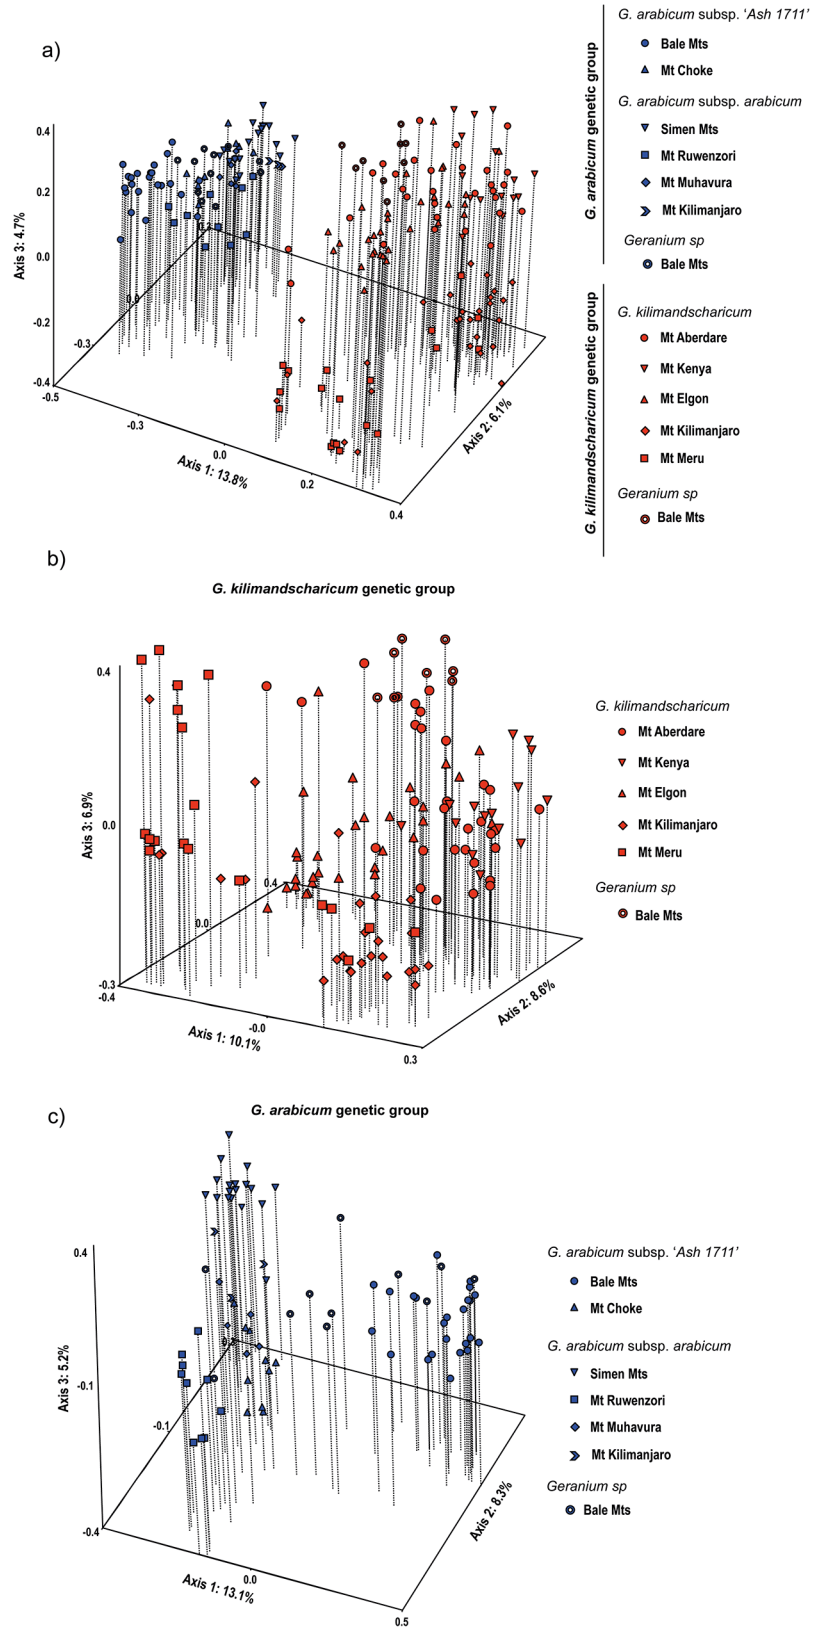 a)
G. arabicum subsp. ‘Ash 1711’
Bale Mts
Mt Choke
G. arabicum subsp. arabicum
Simen Mts
Mt Ruwenzori
Mt Muhavura
Mt Kilimanjaro
Geranium sp
Bale Mts
G. arabicum genetic group
G. kilimandscharicum
Mt Aberdare
Mt Kenya
Mt Elgon
Mt Kilimanjaro
Mt Meru
Geranium sp
Bale Mts
G. kilimandscharicum genetic group
0.4
0.2
0.0
-0.2
-0.4
Axis 3: 4.7%
-0.5
-0.3
0.0
0.2
0.4
Axis 1: 13.8%
-0.3
0.0
Axis 2: 6.1%
b)
G. kilimandscharicum genetic group
0.4
0.0
-0.3
Axis 3: 6.9%
-0.4
-0.0
0.3
Axis 1: 10.1%
0.0
0.4
Axis 2: 8.6%
G. kilimandscharicum
Mt Aberdare
Mt Kenya
Mt Elgon
Mt Kilimanjaro
Mt Meru
Geranium sp
Bale Mts
c)
G. arabicum genetic group
0.4
-0.1
-0.4
Axis 3: 5.2%
0.0
0.5
Axis 1: 13.1%
-0.1
Axis 2: 8.3%
G. arabicum subsp. ‘Ash 1711’
Bale Mts
Mt Choke
G. arabicum subsp. arabicum
Simen Mts
Mt Ruwenzori
Mt Muhavura
Mt Kilimanjaro
Geranium sp
Bale Mts